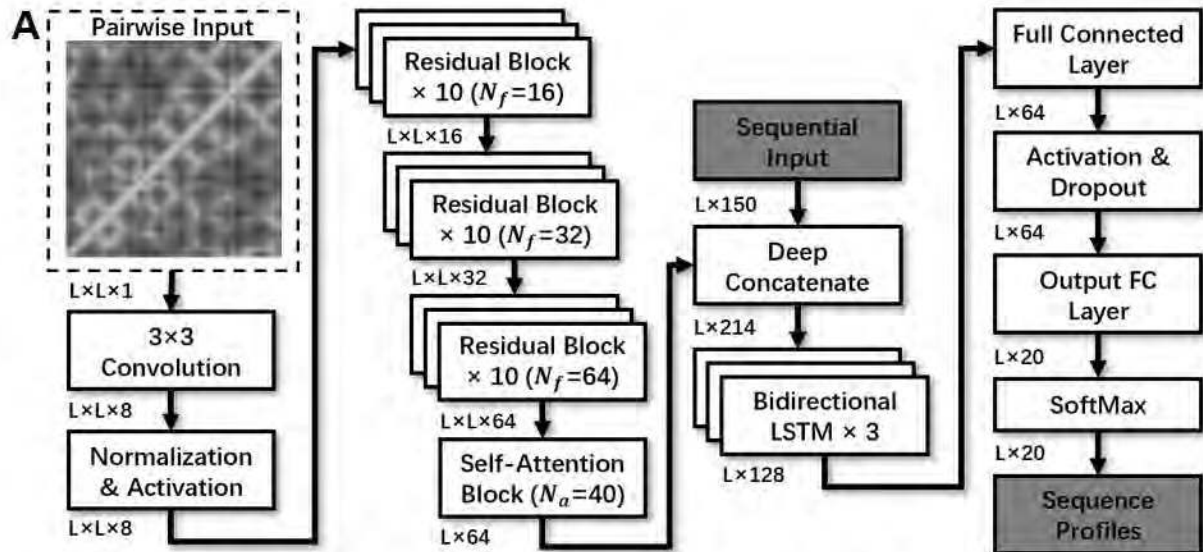 A
Pairwise Input
L×L×1
3×3
Convolution
L×L×8
Normalization
& Activation
L×L×8
Residual Block
× 10 (N_f=16)
L×L×16
Residual Block
× 10 (N_f=32)
L×L×32
Residual Block
× 10 (N_f=64)
L×L×64
Self-Attention
Block (N_a=40)
L×64
Sequential
Input
L×150
Deep
Concatenate
L×214
Bidirectional
LSTM × 3
L×128
Full Connected
Layer
L×64
Activation &
Dropout
L×64
Output FC
Layer
L×20
SoftMax
L×20
Sequence
Profiles